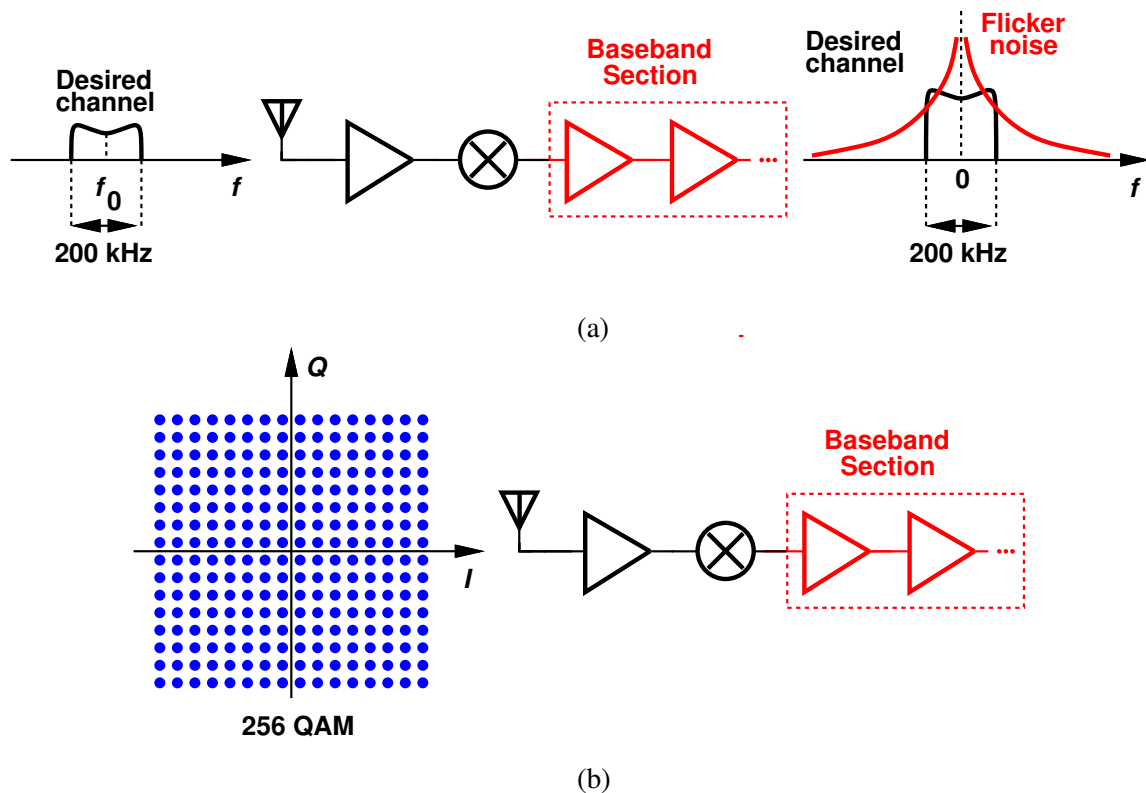 Desired
channel
f0
f
200 kHz
Baseband
Section
...
Desired
channel
Flicker
noise
0
f
200 kHz
(a)
Q
I
256 QAM
Baseband
Section
...
(b)